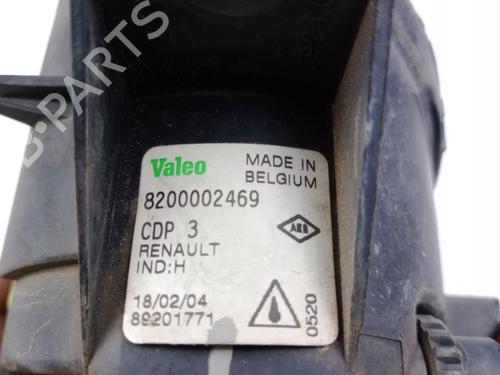 Valeo
MADE IN
BELGIUM
8200002469
CDP 3
RENAULT
IND:H
18/02/04
89201771
0520
B-PARTS